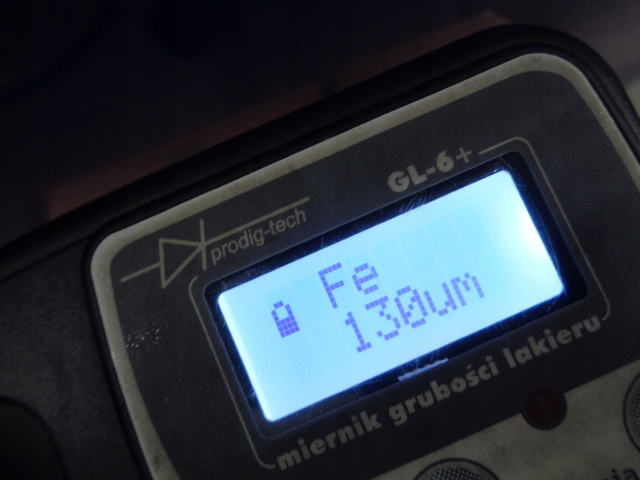 GL-6+
prodig-tech
Fe
130um
miernik grubości lakieru